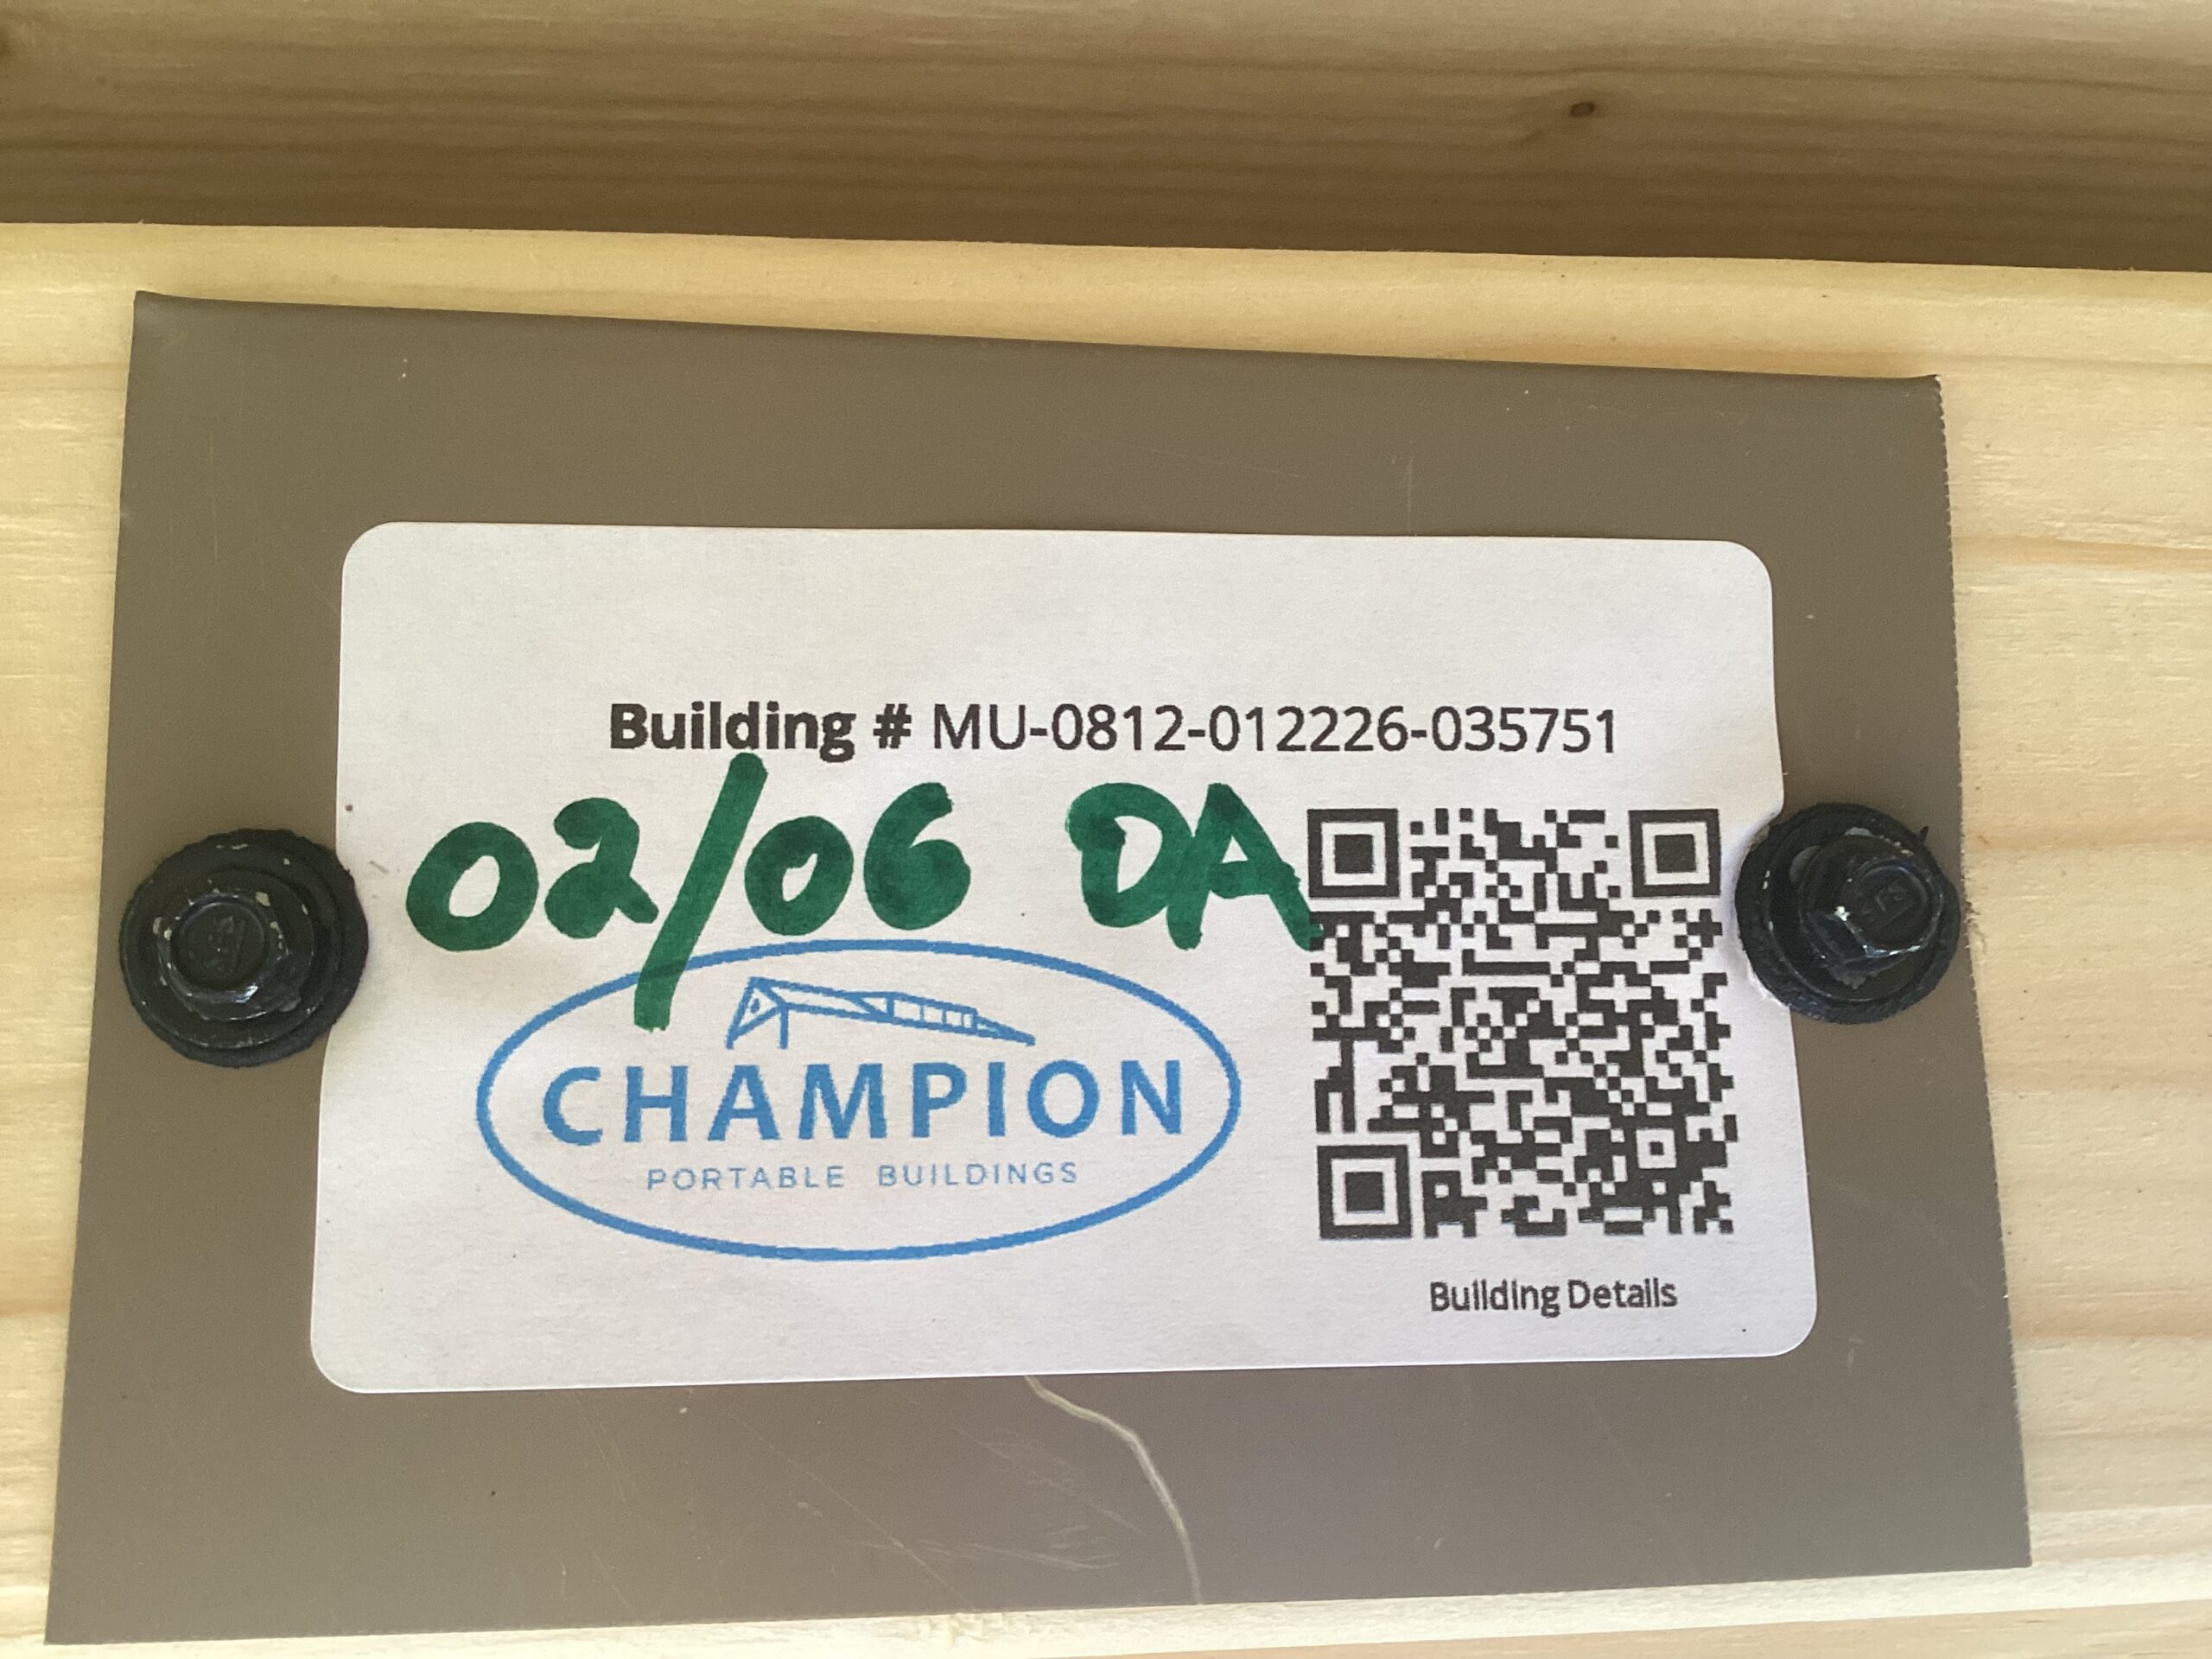 Building # MU-0812-012226-035751
02/06 DA
CHAMPION
PORTABLE BUILDINGS
Building Details